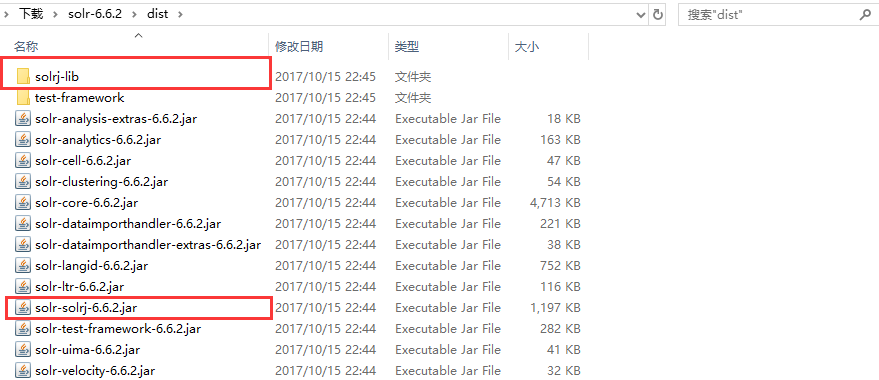 下载 solr-6.6.2 dist 搜索"dist"
名称 修改日期 类型 大小
solrj-lib 2017/10/15 22:45 文件夹
test-framework 2017/10/15 22:45 文件夹
solr-analysis-extras-6.6.2.jar 2017/10/15 22:44 Executable Jar File 18 KB
solr-analytics-6.6.2.jar 2017/10/15 22:44 Executable Jar File 163 KB
solr-cell-6.6.2.jar 2017/10/15 22:44 Executable Jar File 47 KB
solr-clustering-6.6.2.jar 2017/10/15 22:44 Executable Jar File 54 KB
solr-core-6.6.2.jar 2017/10/15 22:44 Executable Jar File 4,713 KB
solr-dataimporthandler-6.6.2.jar 2017/10/15 22:44 Executable Jar File 221 KB
solr-dataimporthandler-extras-6.6.2.jar 2017/10/15 22:44 Executable Jar File 38 KB
solr-langid-6.6.2.jar 2017/10/15 22:44 Executable Jar File 752 KB
solr-ltr-6.6.2.jar 2017/10/15 22:44 Executable Jar File 116 KB
solr-solrj-6.6.2.jar 2017/10/15 22:44 Executable Jar File 1,197 KB
solr-test-framework-6.6.2.jar 2017/10/15 22:44 Executable Jar File 282 KB
solr-uima-6.6.2.jar 2017/10/15 22:44 Executable Jar File 41 KB
solr-velocity-6.6.2.jar 2017/10/15 22:44 Executable Jar File 32 KB